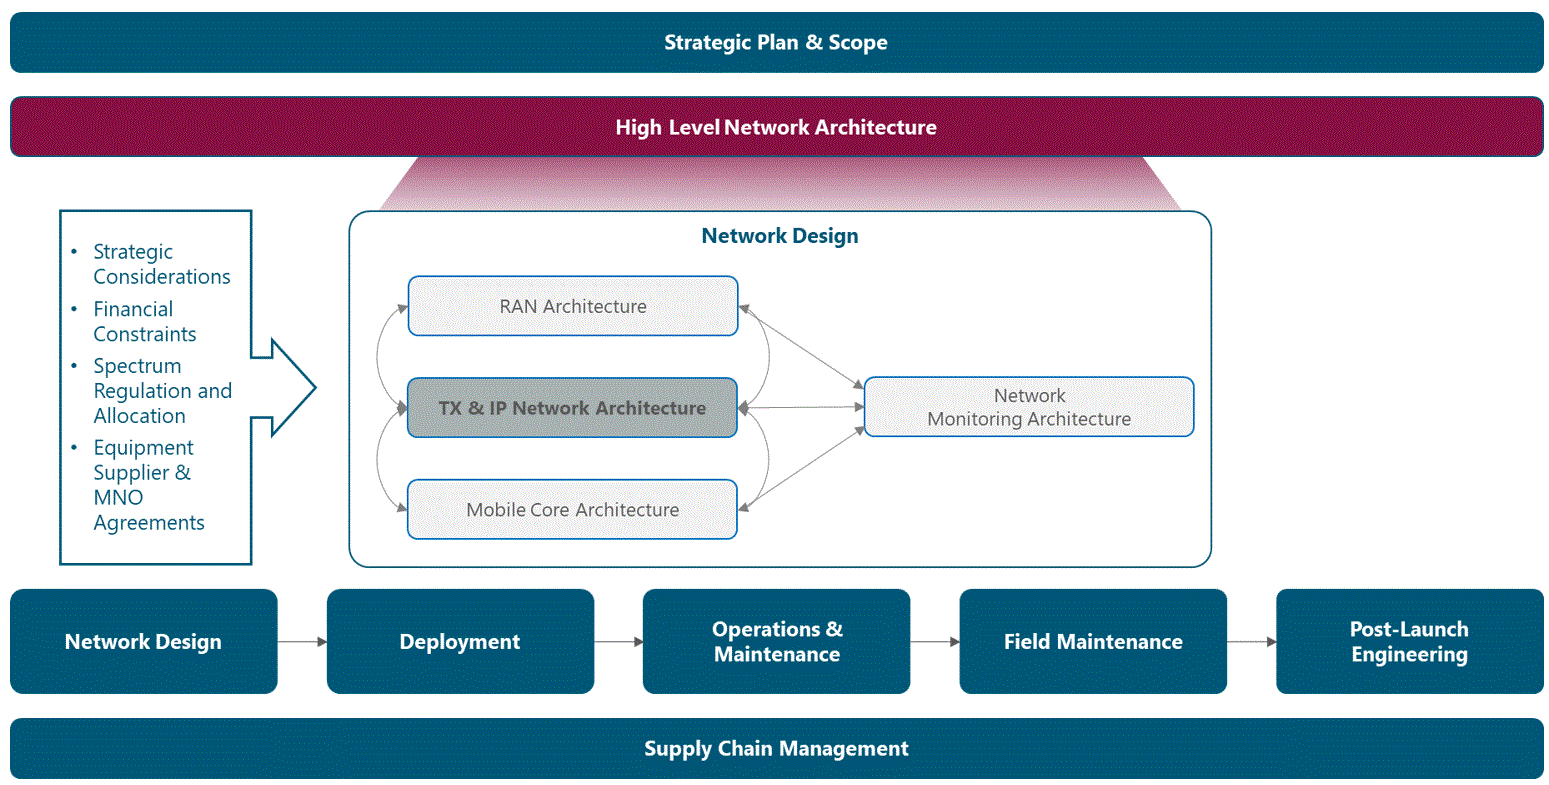 Strategic Plan & Scope
High Level Network Architecture
• Strategic
Considerations
• Financial
Constraints
• Spectrum
Regulation and
Allocation
• Equipment
Supplier &
MNO
Agreements
Network Design
RAN Architecture
TX & IP Network Architecture
Mobile Core Architecture
Network
Monitoring Architecture
Network Design
Deployment
Operations &
Maintenance
Field Maintenance
Post-Launch
Engineering
Supply Chain Management